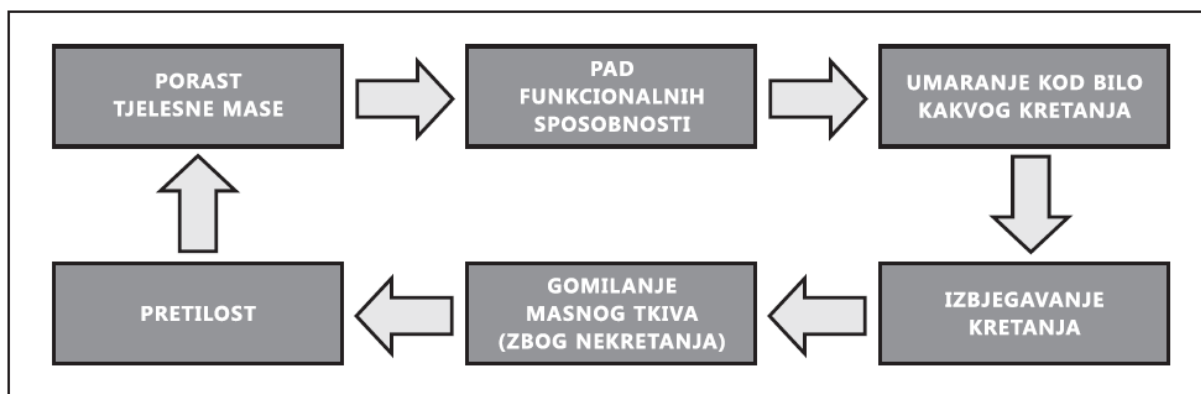 PORAST
TJELESNE MASE
PAD
FUNKCIONALNIH
SPOSOBNOSTI
UMARANJE KOD BILO
KAKVOG KRETANJA
IZBJEGAVANJE
KRETANJA
GOMILANJE
MASNOG TKIVA
(ZBOG NEKRETANJA)
PRETILOST